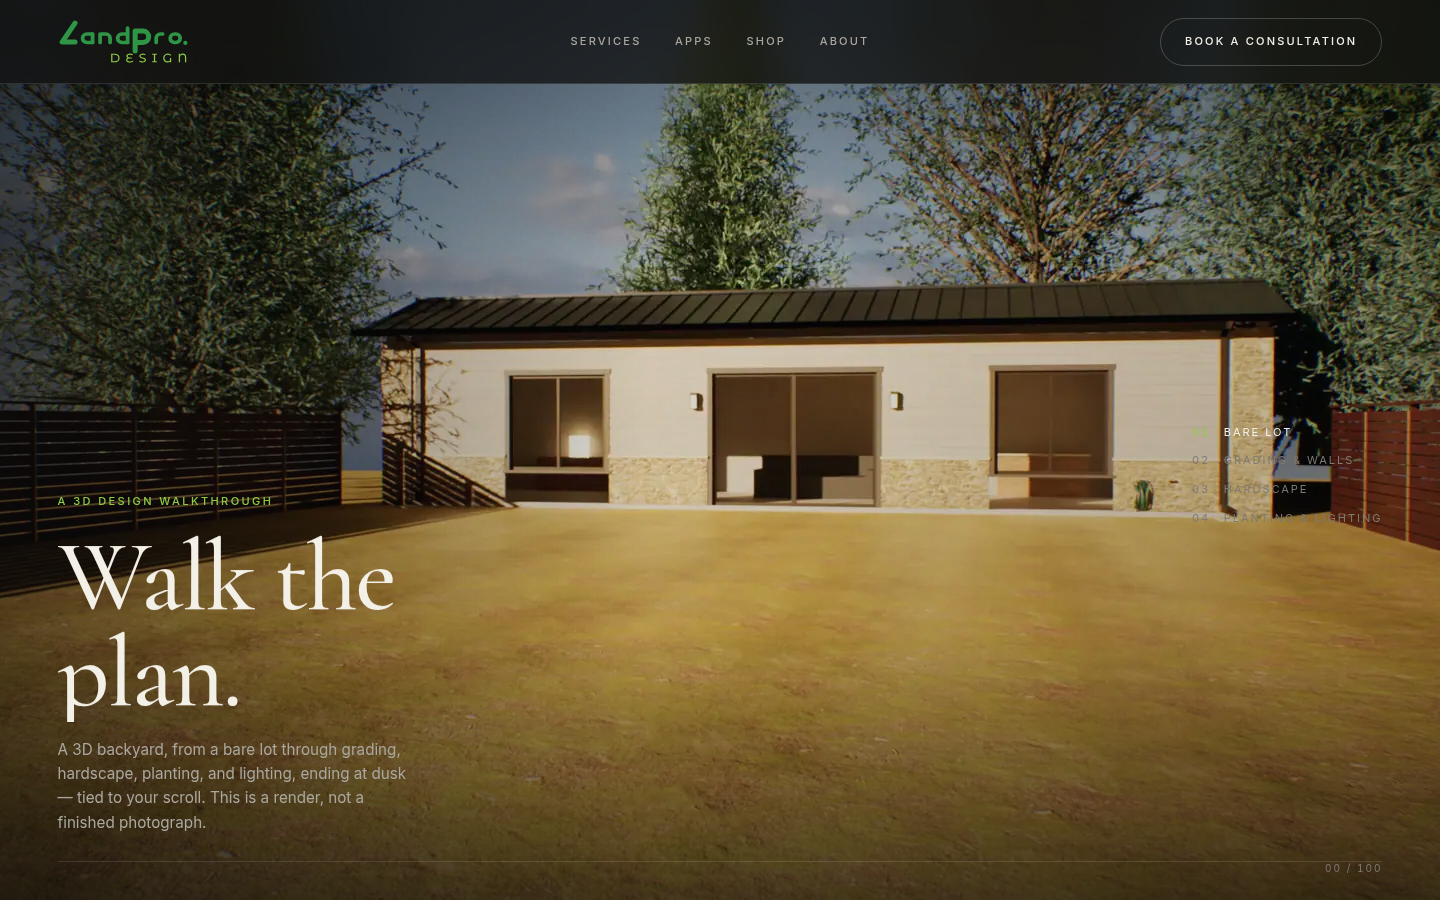 Landpro.
DESIGN
SERVICES
APPS
SHOP
ABOUT
BOOK A CONSULTATION
BARE LOT
02 GRADING & WALLS
03 HARDSCAPE
04 PLANTING & LIGHTING
A 3D DESIGN WALKTHROUGH
Walk the
plan.
A 3D backyard, from a bare lot through grading,
hardscape, planting, and lighting, ending at dusk
— tied to your scroll. This is a render, not a
finished photograph.
00 / 100